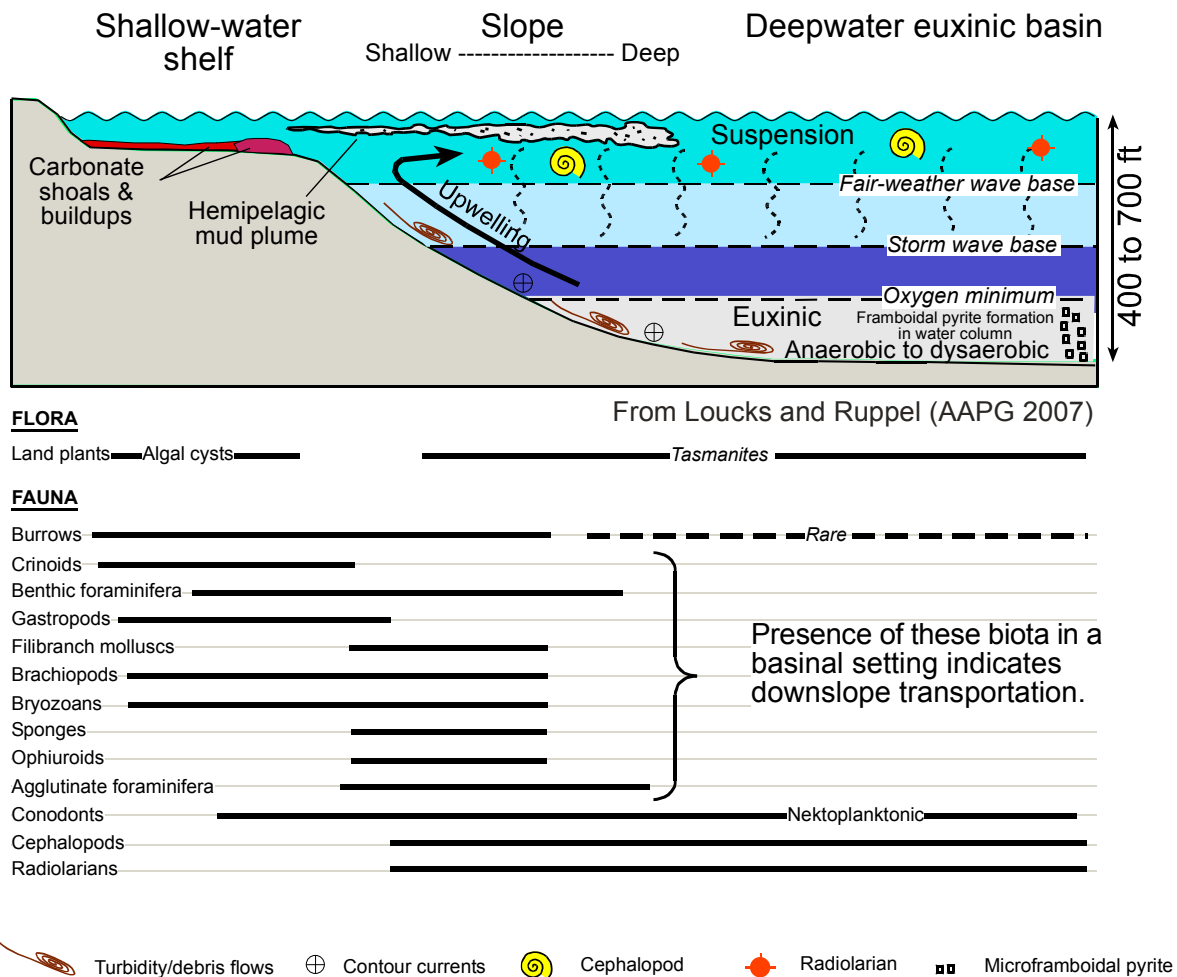 Shallow-water
shelf
Slope
Shallow ------------------- Deep
Deepwater euxinic basin
Suspension
Carbonate
shoals &
buildups
Hemipelagic
mud plume
Upwelling
Fair-weather wave base
Storm wave base
Oxygen minimum
Euxinic
Framboidal pyrite formation
in water column
Anaerobic to dysaerobic
400 to 700 ft
From Loucks and Ruppel (AAPG 2007)
FLORA
Land plants
Algal cysts
Tasmanites
FAUNA
Burrows
Rare
Crinoids
Benthic foraminifera
Gastropods
Filibranch molluscs
Brachiopods
Bryozoans
Sponges
Ophiuroids
Agglutinate foraminifera
Presence of these biota in a
basinal setting indicates
downslope transportation.
Conodonts
Nektoplanktonic
Cephalopods
Radiolarians
Turbidity/debris flows
Contour currents
Cephalopod
Radiolarian
Microframboidal pyrite